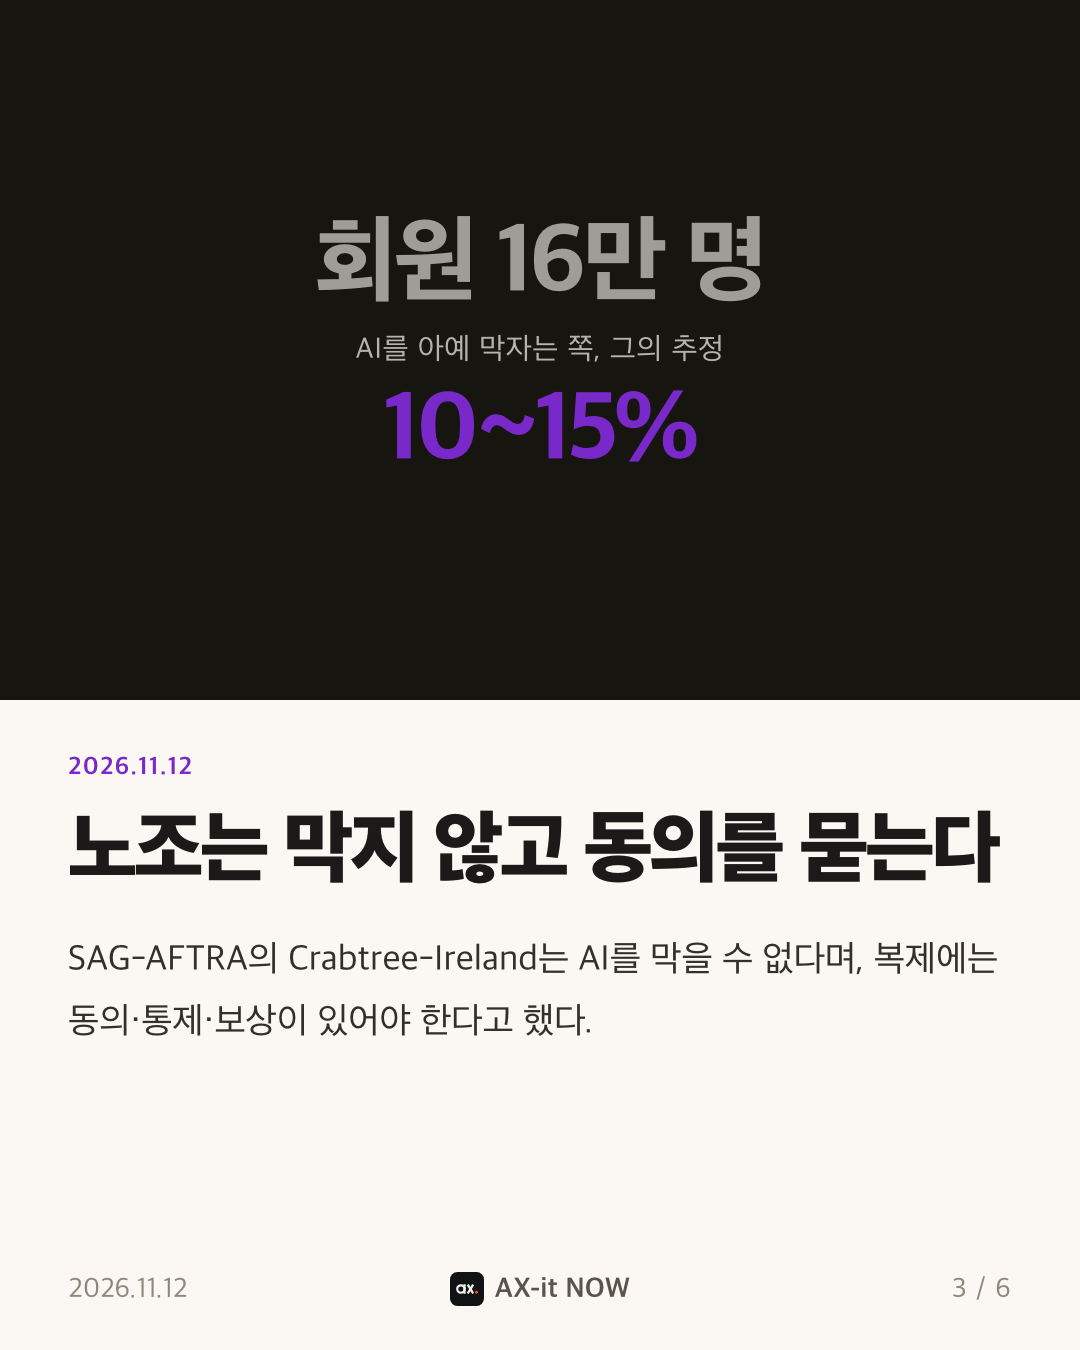 회원 16만 명
AI를 아예 막자는 쪽, 그의 추정
10~15%
2026.11.12
노조는 막지 않고 동의를 묻는다
SAG-AFTRA의 Crabtree-Ireland는 AI를 막을 수 없다며, 복제에는
동의·통제·보상이 있어야 한다고 했다.
2026.11.12
ax.
AX-it NOW
3 / 6